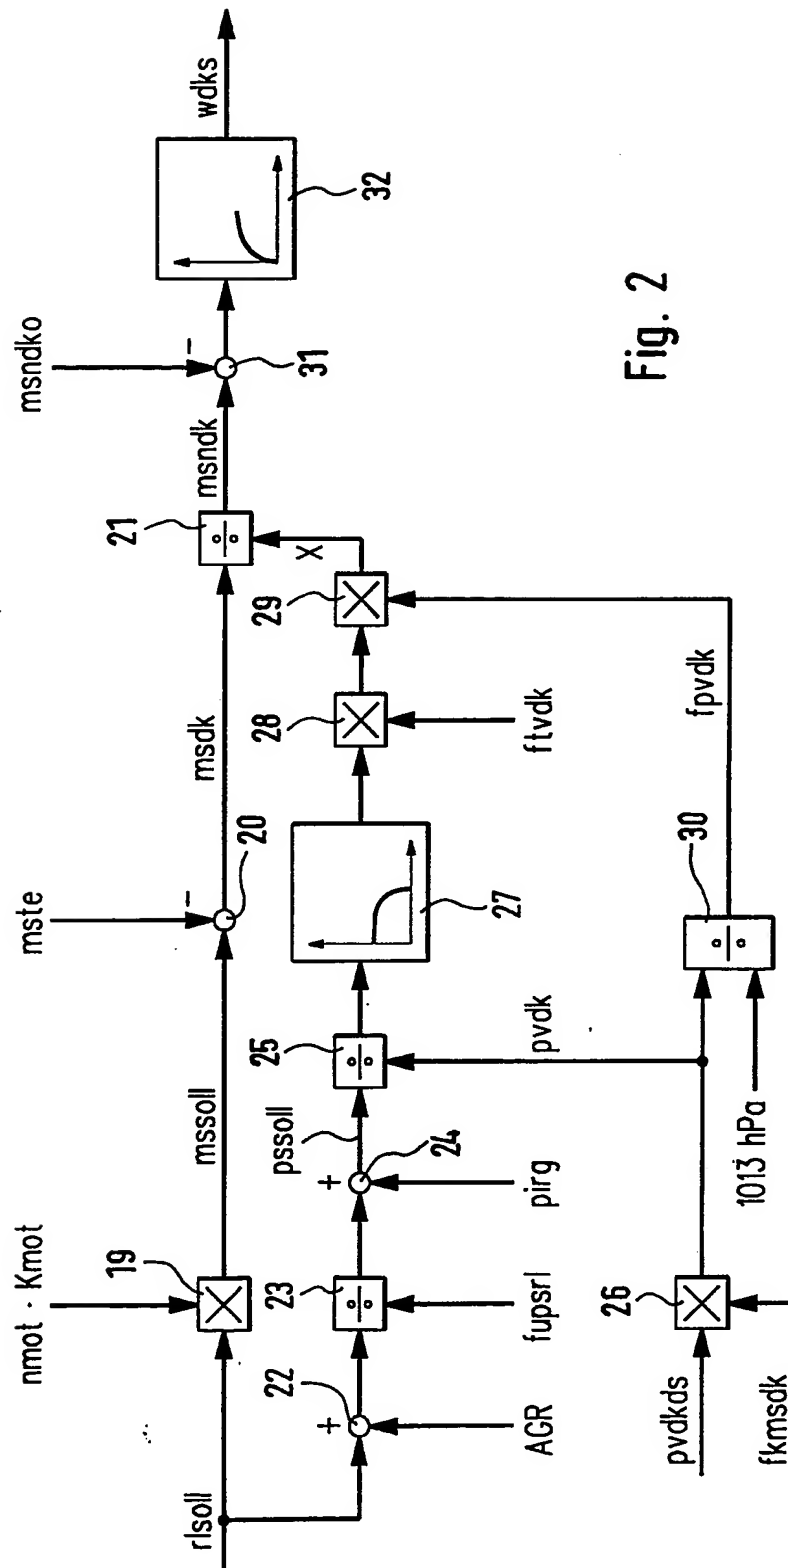 rlsoll
nmot · Kmot
19
mssoll
mste
−
20
msdk
21
msndk
msndko
−
31
32
wdks
+
22
AGR
23
fupsrl
+
24
pirg
pssoll
25
pvdk
27
28
ftvdk
29
X
pvdkds
fkmsdk
26
1013 hPa
30
fpvdk
Fig. 2